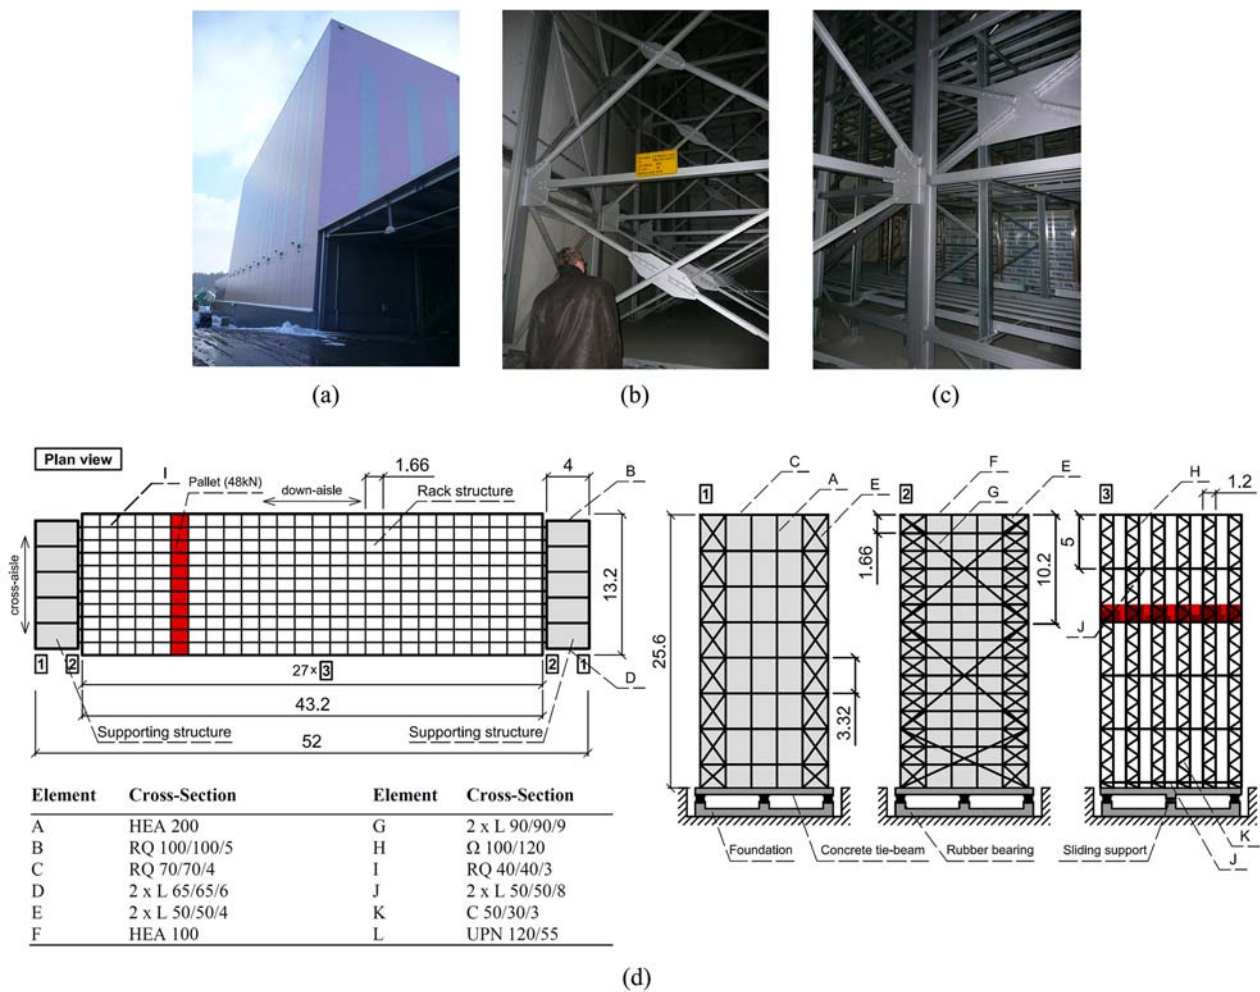 (a)
(b)
(c)
Plan view
I
Pallet (48kN)
down-aisle
1.66
Rack structure
4
B
cross-aisle
13.2
1
2
27x 3
2
1
D
43.2
Supporting structure
Supporting structure
52
1
C
A
E
25.6
3.32
2
F
G
E
1.66
10.2
3
H
1.2
5
J
K
J
Foundation
Concrete tie-beam
Rubber bearing
Sliding support
Element Cross-Section Element Cross-Section
A HEA 200 G 2 x L 90/90/9
B RQ 100/100/5 H Ω 100/120
C RQ 70/70/4 I RQ 40/40/3
D 2 x L 65/65/6 J 2 x L 50/50/8
E 2 x L 50/50/4 K C 50/30/3
F HEA 100 L UPN 120/55
(d)